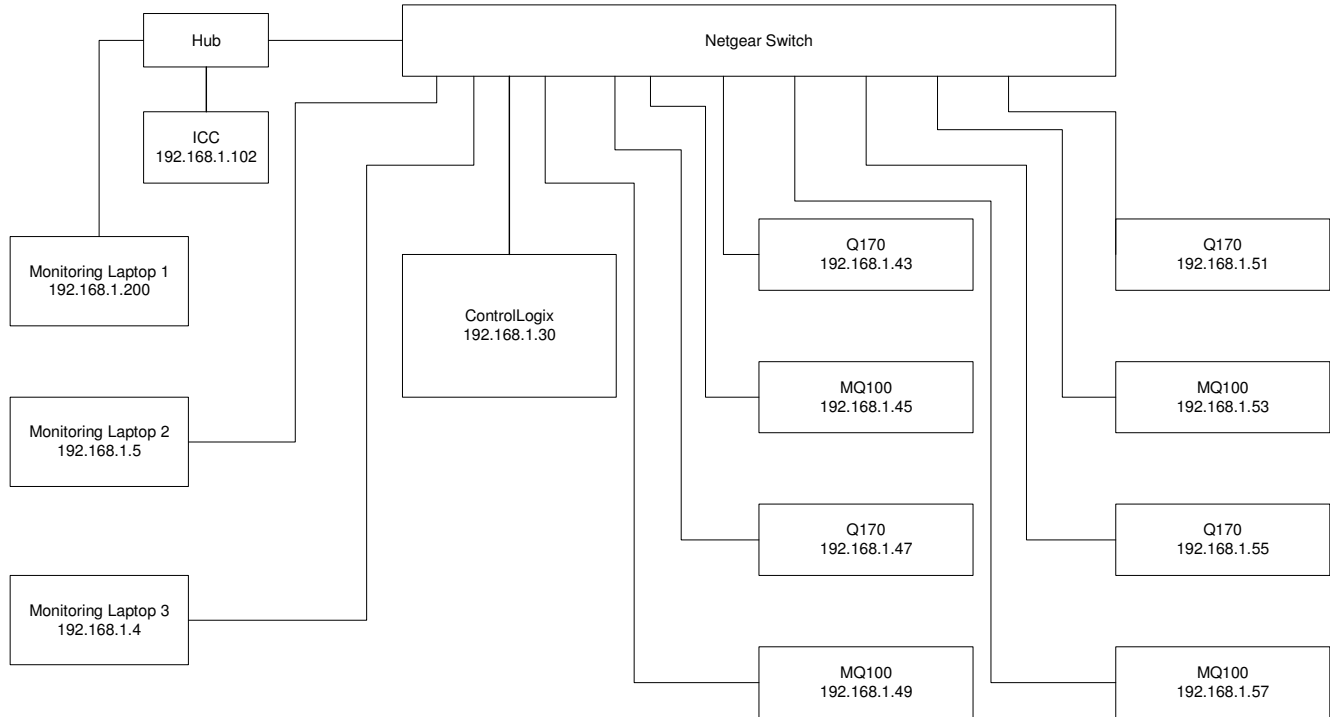 Hub
Netgear Switch
ICC
192.168.1.102
Monitoring Laptop 1
192.168.1.200
ControlLogix
192.168.1.30
Q170
192.168.1.43
Q170
192.168.1.51
Monitoring Laptop 2
192.168.1.5
MQ100
192.168.1.45
MQ100
192.168.1.53
Q170
192.168.1.47
Q170
192.168.1.55
Monitoring Laptop 3
192.168.1.4
MQ100
192.168.1.49
MQ100
192.168.1.57